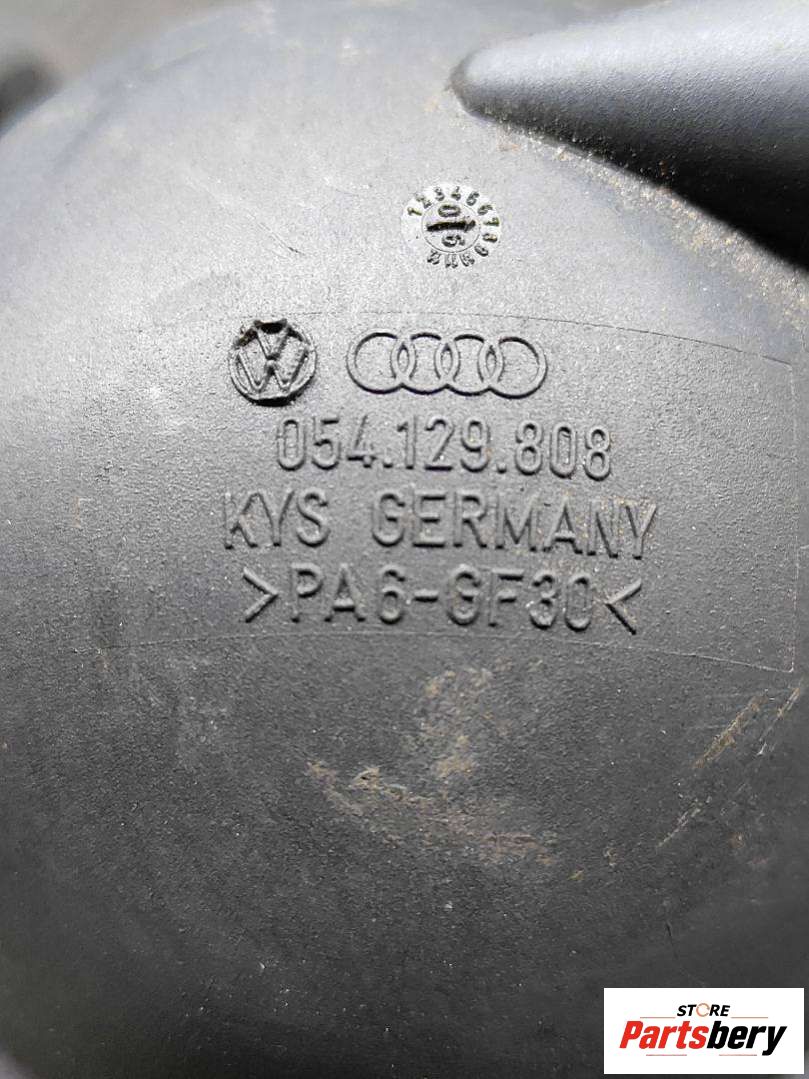 054.129.808
KYS GERMANY
>PA6-GF30<
STORE
Partsbery